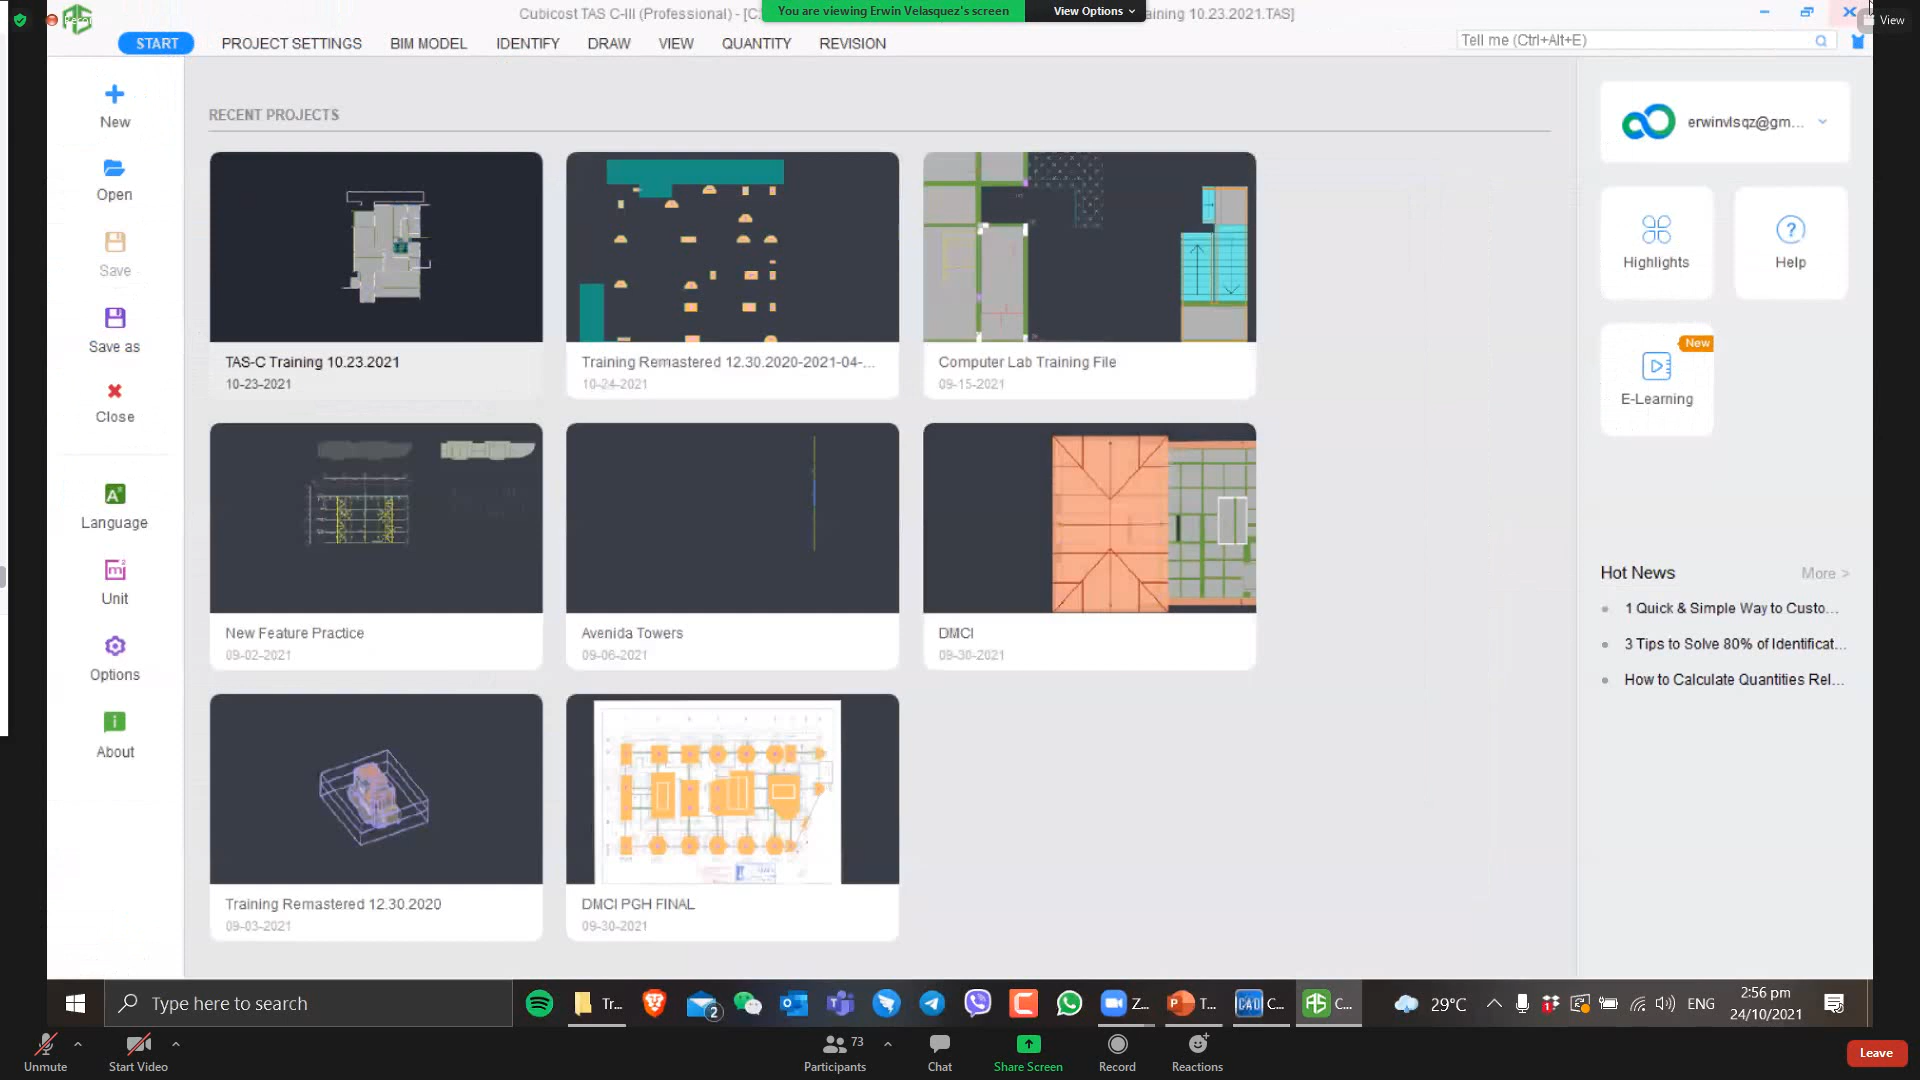 Cubicost TAS C-III (Professional) - [C:
You are viewing Erwin Velasquez's screen
View Options
aining 10.23.2021.TAS]
View
START
PROJECT SETTINGS
BIM MODEL
IDENTIFY
DRAW
VIEW
QUANTITY
REVISION
Tell me (Ctrl+Alt+E)
New
Open
Save
Save as
Close
Language
Unit
Options
About
RECENT PROJECTS
TAS-C Training 10.23.2021
10-23-2021
Training Remastered 12.30.2020-2021-04-...
10-24-2021
Computer Lab Training File
09-15-2021
New Feature Practice
09-02-2021
Avenida Towers
09-06-2021
DMCI
09-30-2021
Training Remastered 12.30.2020
09-03-2021
DMCI PGH FINAL
09-30-2021
erwinvlsqz@gm...
Highlights
Help
New
E-Learning
Hot News
More >
1 Quick & Simple Way to Custo...
3 Tips to Solve 80% of Identificat...
How to Calculate Quantities Rel...
Type here to search
Tr...
2
Z...
T...
CAD
C...
C...
29°C
ENG
2:56 pm
24/10/2021
Unmute
Start Video
Participants
73
Chat
Share Screen
Record
Reactions
Leave